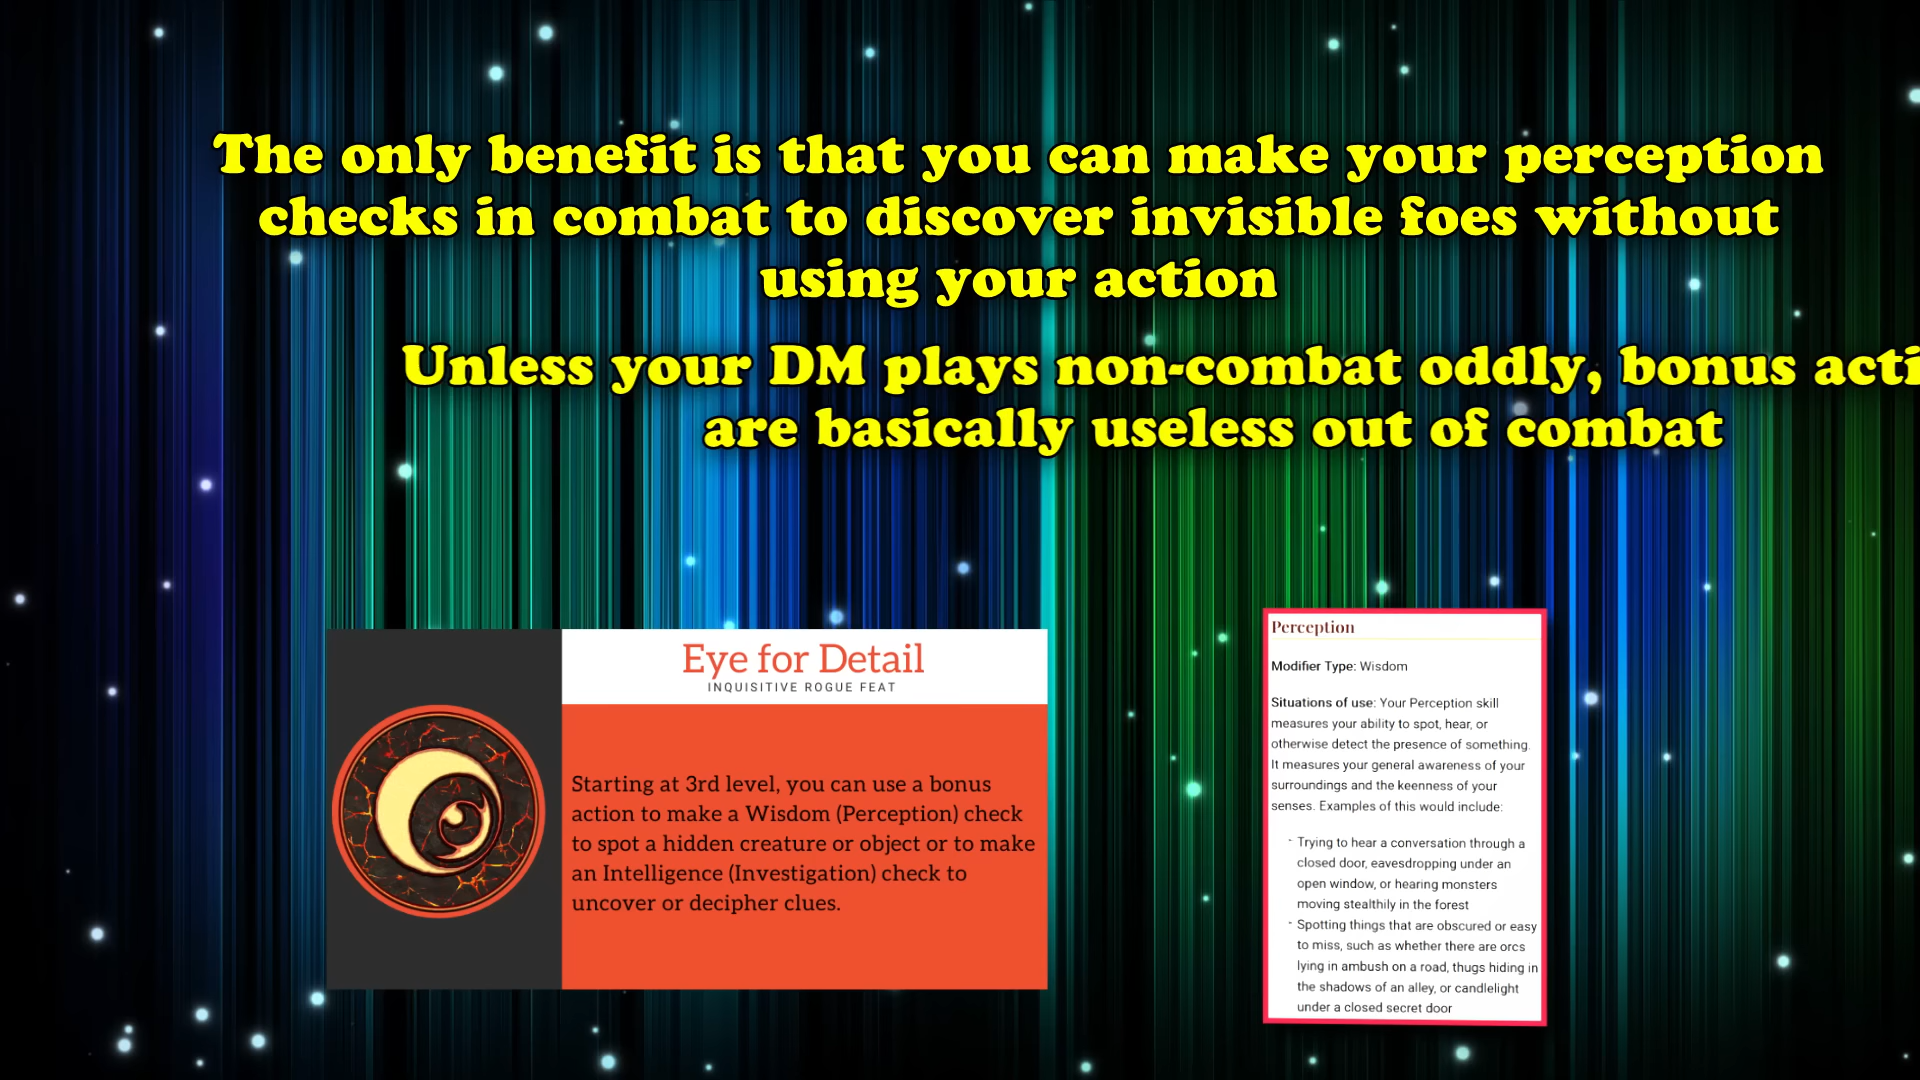 The only benefit is that you can make your perception
checks in combat to discover invisible foes without
using your action
Unless your DM plays non-combat oddly, bonus acti
are basically useless out of combat
Eye for Detail
INQUISITIVE ROGUE FEAT
Starting at 3rd level, you can use a bonus
action to make a Wisdom (Perception) check
to spot a hidden creature or object or to make
an Intelligence (Investigation) check to
uncover or decipher clues.
Perception
Modifier Type: Wisdom
Situations of use: Your Perception skill
measures your ability to spot, hear, or
otherwise detect the presence of something.
It measures your general awareness of your
surroundings and the keenness of your
senses. Examples of this would include:
- Trying to hear a conversation through a
closed door, eavesdropping under an
open window, or hearing monsters
moving stealthily in the forest
- Spotting things that are obscured or easy
to miss, such as whether there are orcs
lying in ambush on a road, thugs hiding in
the shadows of an alley, or candlelight
under a closed secret door